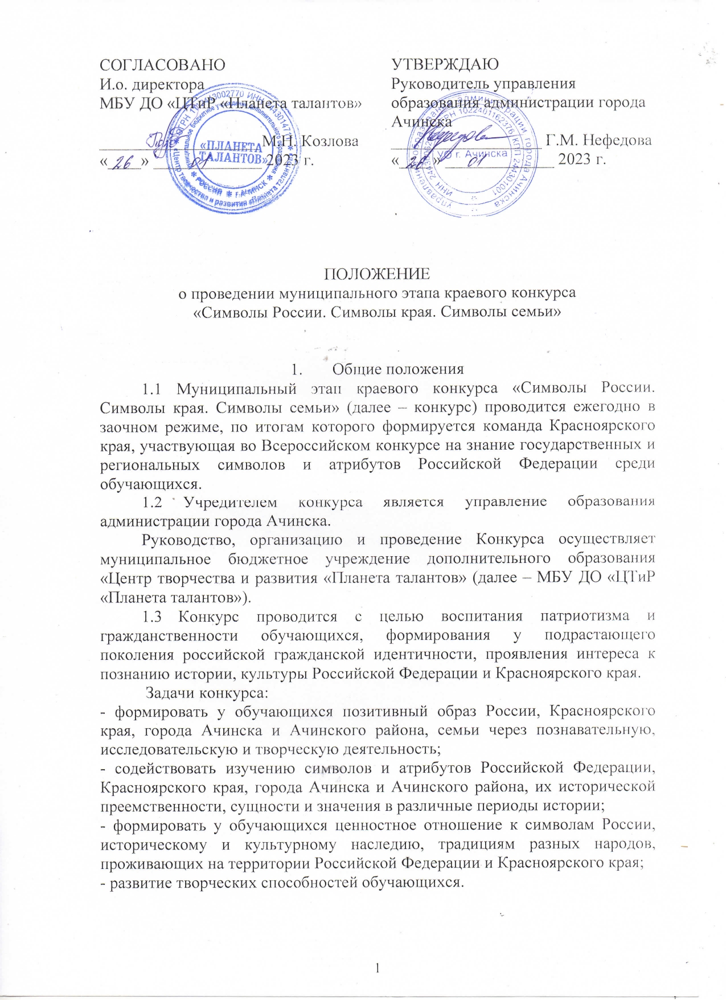 СОГЛАСОВАНО
И.о. директора
МБУ ДО «ЦТиР «Планета талантов»
М.Н. Козлова
«26» 01 2023 г.
«ПЛАНЕТА
ТАЛАНТОВ»
УТВЕРЖДАЮ
Руководитель управления
образования администрации города
Ачинска
Г.М. Нефедова
«26» 01 2023 г.
УО г. Ачинска
ПОЛОЖЕНИЕ
о проведении муниципального этапа краевого конкурса
«Символы России. Символы края. Символы семьи»
1. Общие положения
1.1 Муниципальный этап краевого конкурса «Символы России.
Символы края. Символы семьи» (далее – конкурс) проводится ежегодно в
заочном режиме, по итогам которого формируется команда Красноярского
края, участвующая во Всероссийском конкурсе на знание государственных и
региональных символов и атрибутов Российской Федерации среди
обучающихся.
1.2 Учредителем конкурса является управление образования
администрации города Ачинска.
Руководство, организацию и проведение Конкурса осуществляет
муниципальное бюджетное учреждение дополнительного образования
«Центр творчества и развития «Планета талантов» (далее – МБУ ДО «ЦТиР
«Планета талантов»).
1.3 Конкурс проводится с целью воспитания патриотизма и
гражданственности обучающихся, формирования у подрастающего
поколения российской гражданской идентичности, проявления интереса к
познанию истории, культуры Российской Федерации и Красноярского края.
Задачи конкурса:
- формировать у обучающихся позитивный образ России, Красноярского
края, города Ачинска и Ачинского района, семьи через познавательную,
исследовательскую и творческую деятельность;
- содействовать изучению символов и атрибутов Российской Федерации,
Красноярского края, города Ачинска и Ачинского района, их исторической
преемственности, сущности и значения в различные периоды истории;
- формировать у обучающихся ценностное отношение к символам России,
историческому и культурному наследию, традициям разных народов,
проживающих на территории Российской Федерации и Красноярского края;
- развитие творческих способностей обучающихся.
1